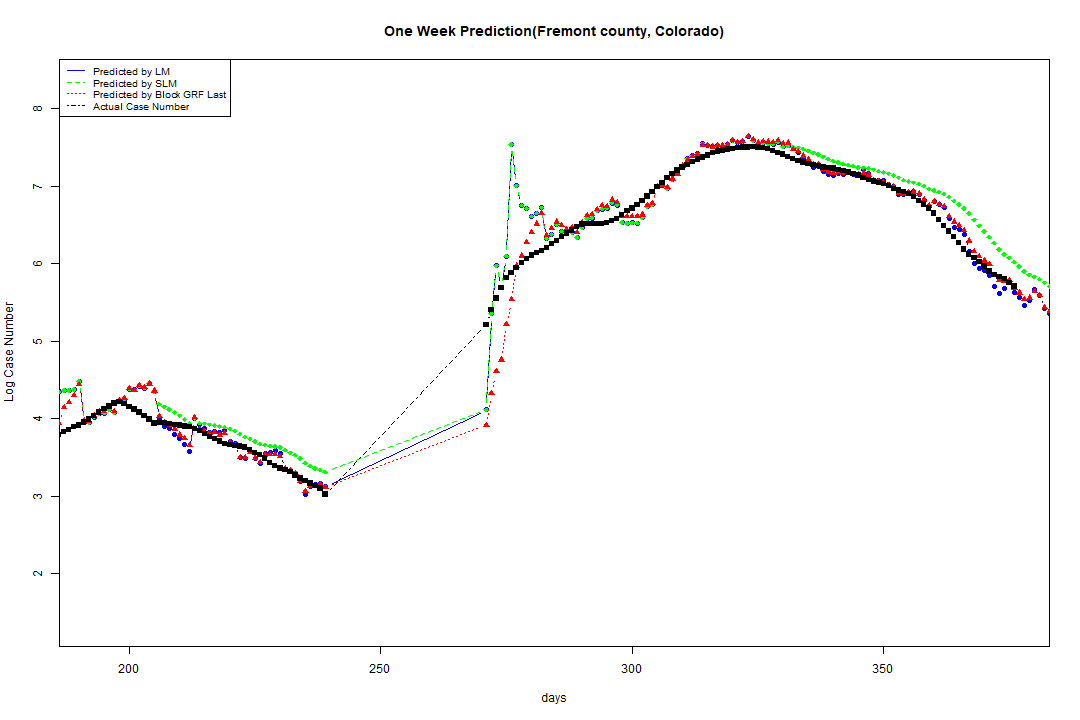 One Week Prediction(Fremont county, Colorado)
Predicted by LM
Predicted by SLM
Predicted by Block GRF Last
Actual Case Number
8
7
6
5
4
3
2
Log Case Number
200
250
300
350
days